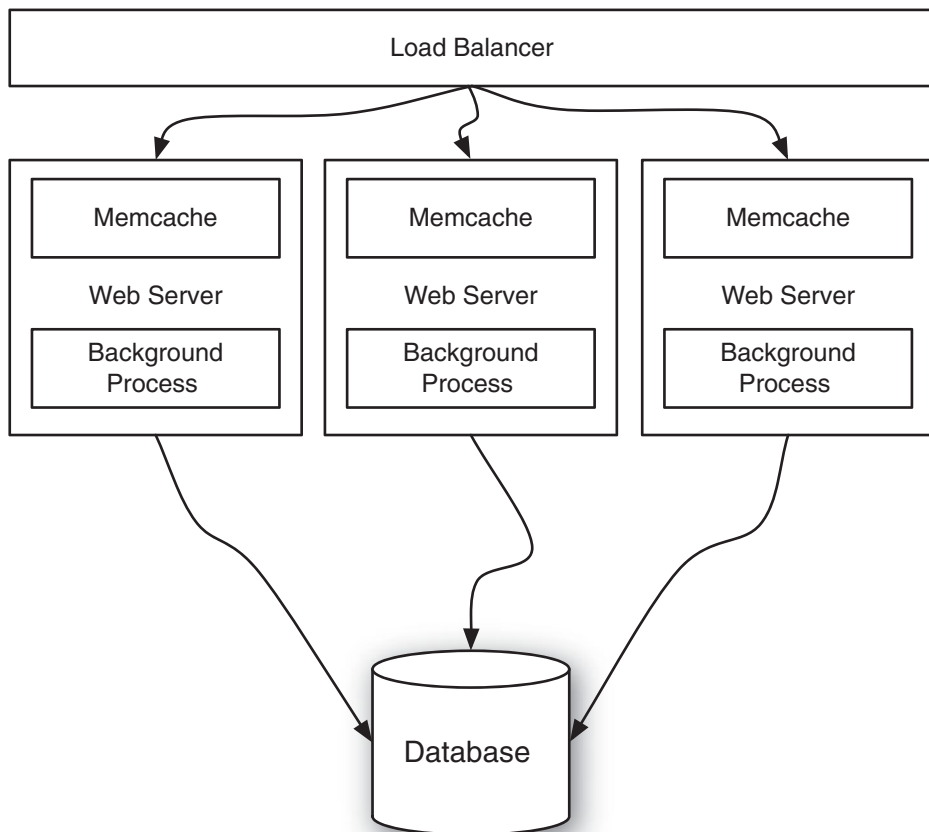 Load Balancer
Memcache
Web Server
Background
Process
Memcache
Web Server
Background
Process
Memcache
Web Server
Background
Process
Database